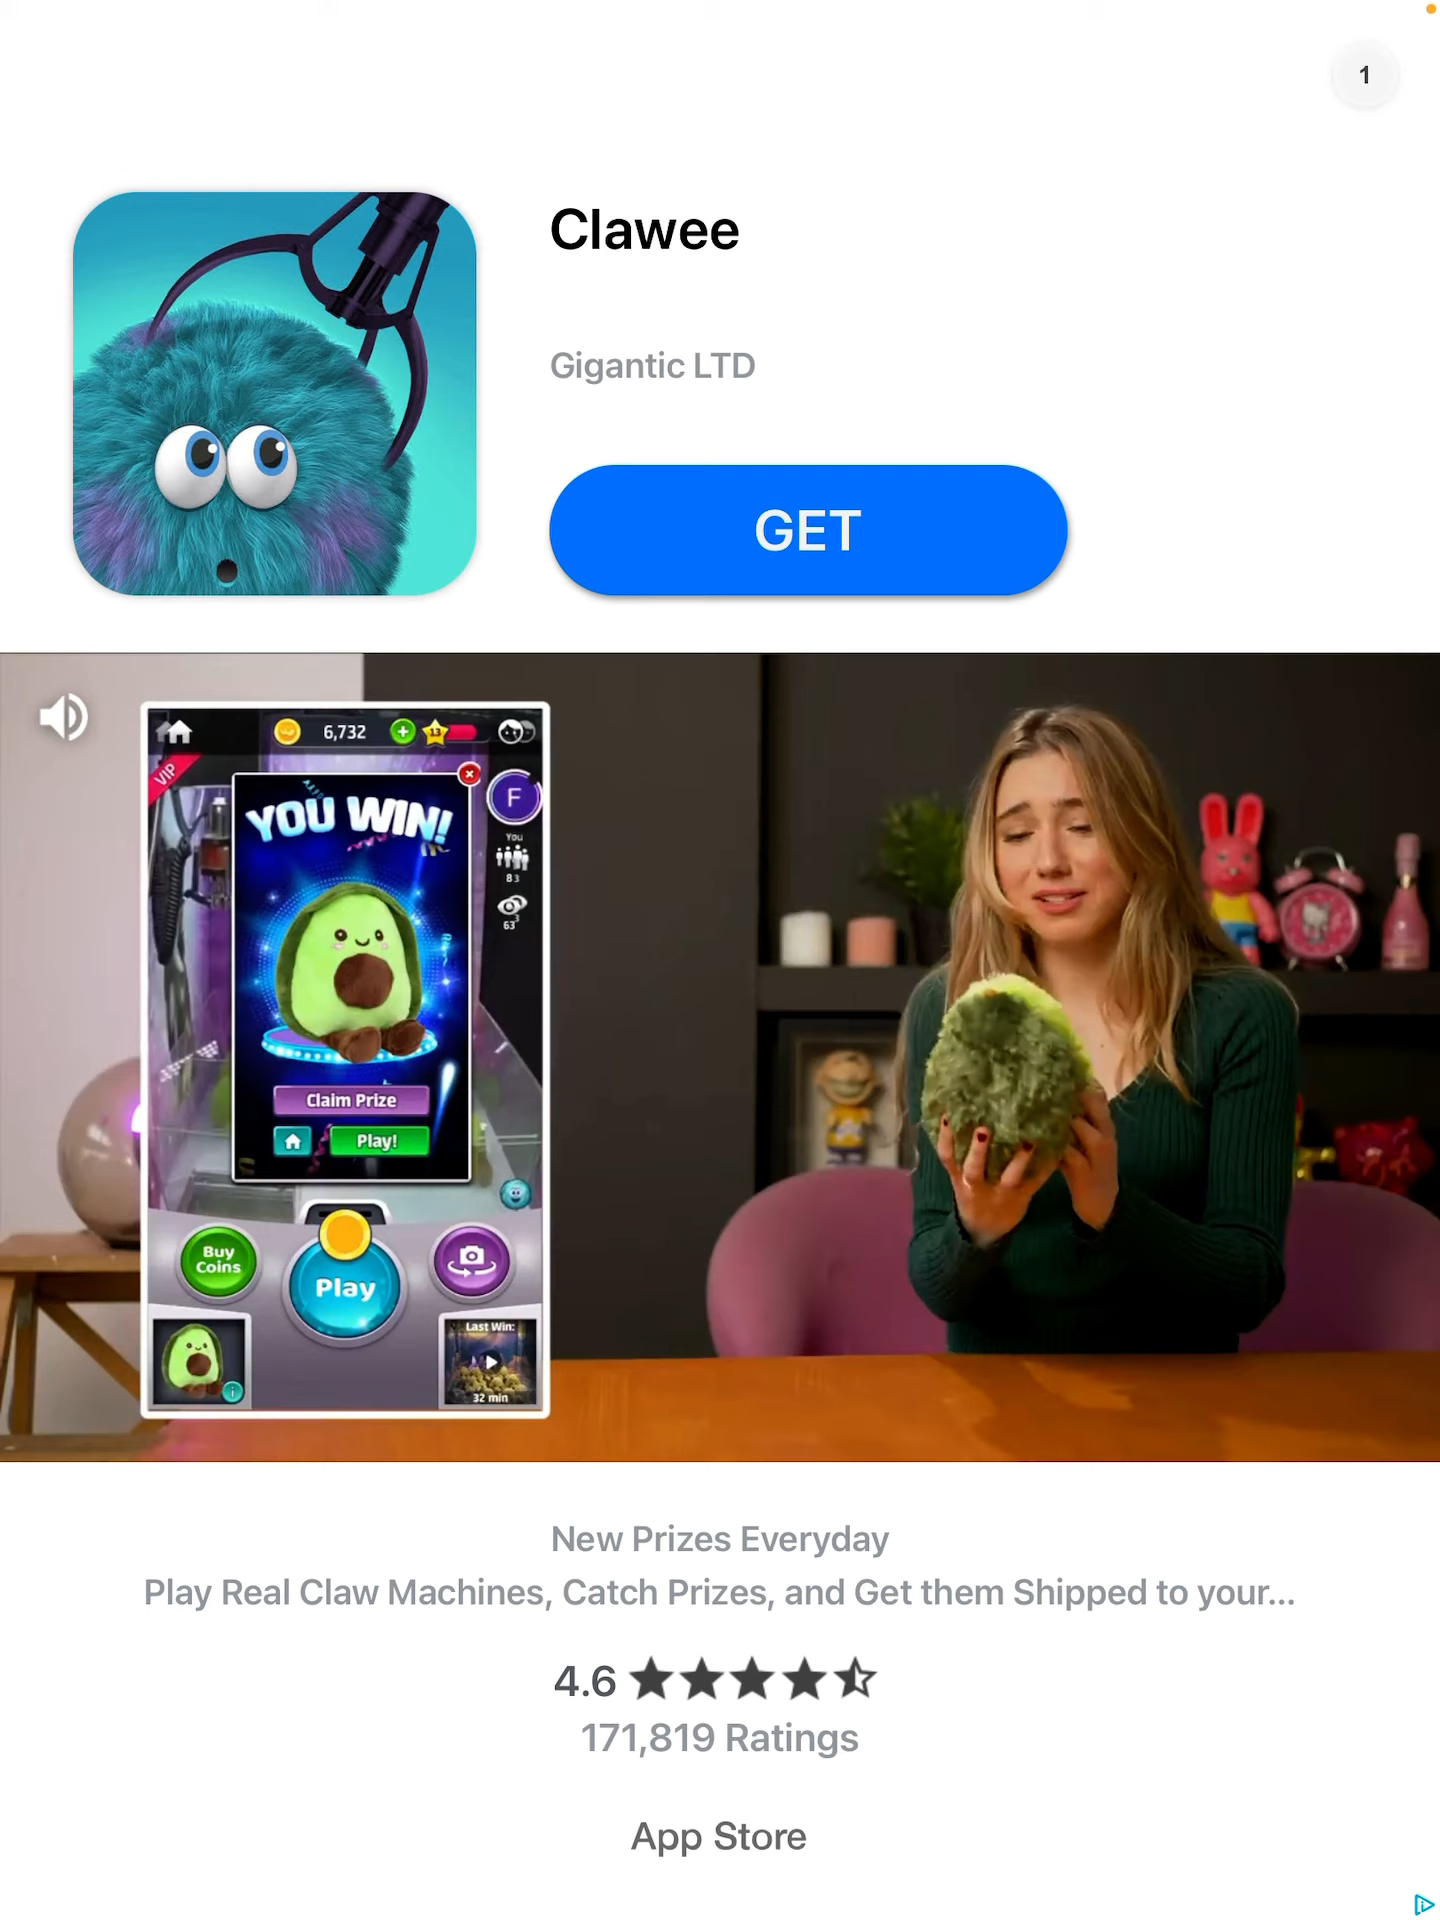 1
Clawee
Gigantic LTD
GET
6,732
13
VIP
YOU WIN!
F
You
83
63
Claim Prize
Play!
Buy
Coins
Play
Last Win:
32 min
New Prizes Everyday
Play Real Claw Machines, Catch Prizes, and Get them Shipped to your...
4.6
171,819 Ratings
App Store